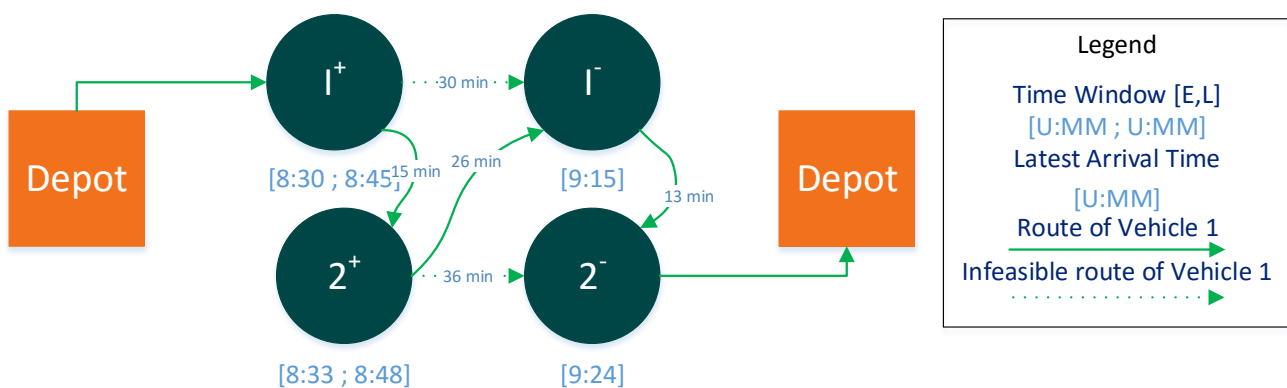 Depot
I+
30 min
I-
[8:30 ; 8:45]
15 min
26 min
[9:15]
13 min
2+
36 min
2-
[8:33 ; 8:48]
[9:24]
Depot
Legend
Time Window [E,L]
[U:MM ; U:MM]
Latest Arrival Time
[U:MM]
Route of Vehicle 1
Infeasible route of Vehicle 1